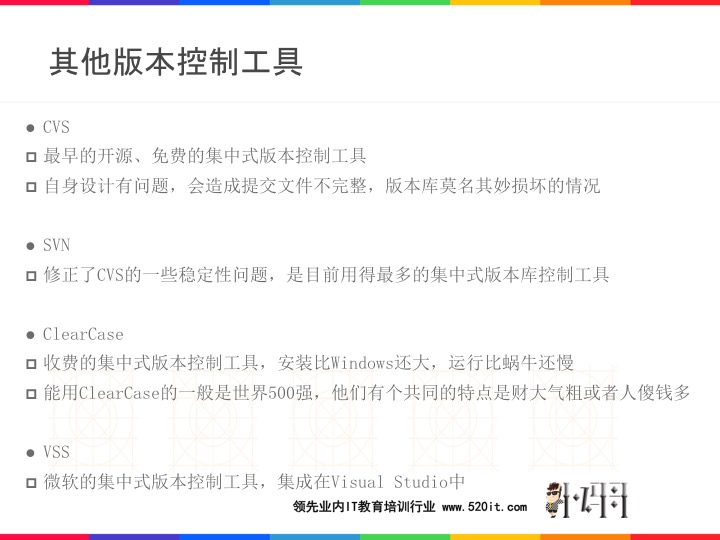 其他版本控制工具
CVS
最早的开源、免费的集中式版本控制工具
自身设计有问题，会造成提交文件不完整，版本库莫名其妙损坏的情况
SVN
修正了CVS的一些稳定性问题，是目前用得最多的集中式版本库控制工具
ClearCase
收费的集中式版本控制工具，安装比Windows还大，运行比蜗牛还慢
能用ClearCase的一般是世界500强，他们有个共同的特点是财大气粗或者人傻钱多
VSS
微软的集中式版本控制工具，集成在Visual Studio中
领先业内IT教育培训行业 www.520it.com
小码哥